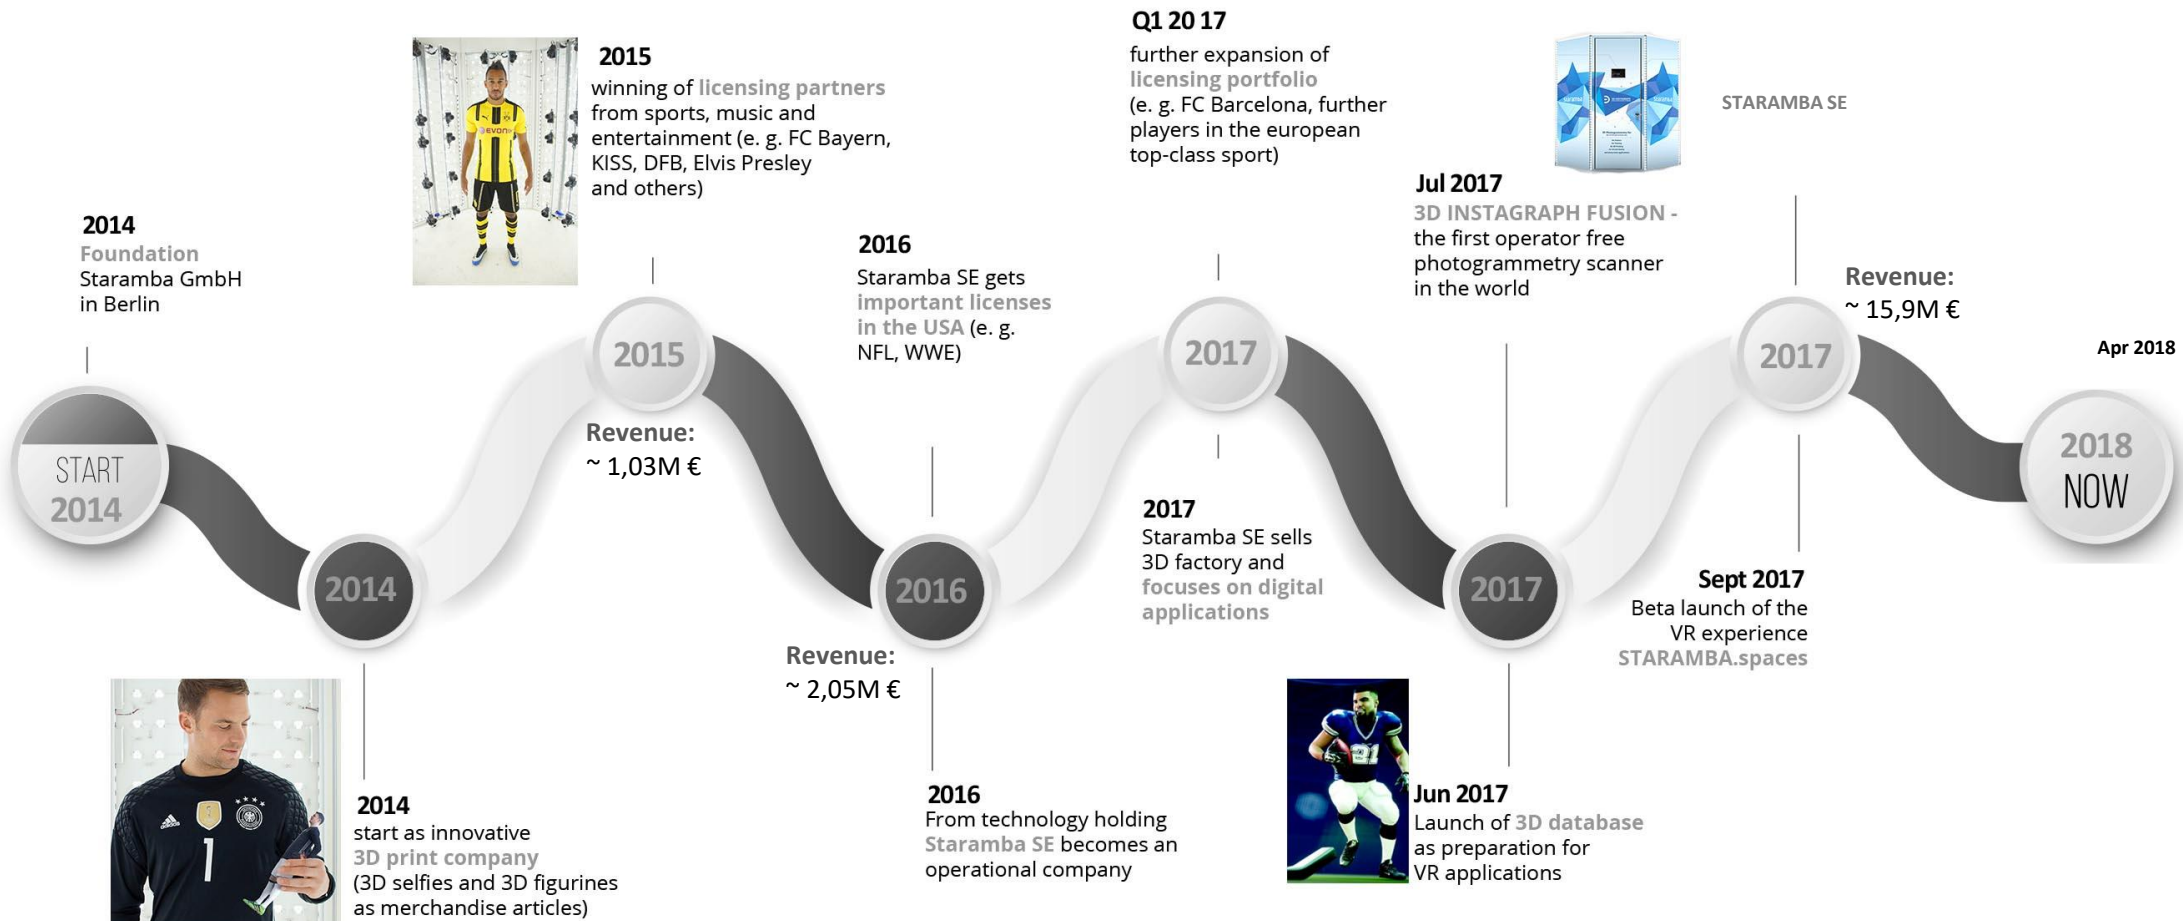 2014
Foundation
Staramba GmbH
in Berlin
START
2014
2014
2014
start as innovative
3D print company
(3D selfies and 3D figurines
as merchandise articles)
adidas
1
EVONIK
2015
winning of licensing partners
from sports, music and
entertainment (e. g. FC Bayern,
KISS, DFB, Elvis Presley
and others)
2015
Revenue:
~ 1,03M €
2016
Staramba SE gets
important licenses
in the USA (e. g.
NFL, WWE)
2016
Revenue:
~ 2,05M €
2016
From technology holding
Staramba SE becomes an
operational company
Q1 20 17
further expansion of
licensing portfolio
(e. g. FC Barcelona, further
players in the european
top-class sport)
2017
2017
Staramba SE sells
3D factory and
focuses on digital
applications
Jul 2017
3D INSTAGRAPH FUSION -
the first operator free
photogrammetry scanner
in the world
2017
21
Jun 2017
Launch of 3D database
as preparation for
VR applications
staramba
staramba
STARAMBA SE
2017
Revenue:
~ 15,9M €
Sept 2017
Beta launch of the
VR experience
STARAMBA.spaces
Apr 2018
2018
NOW